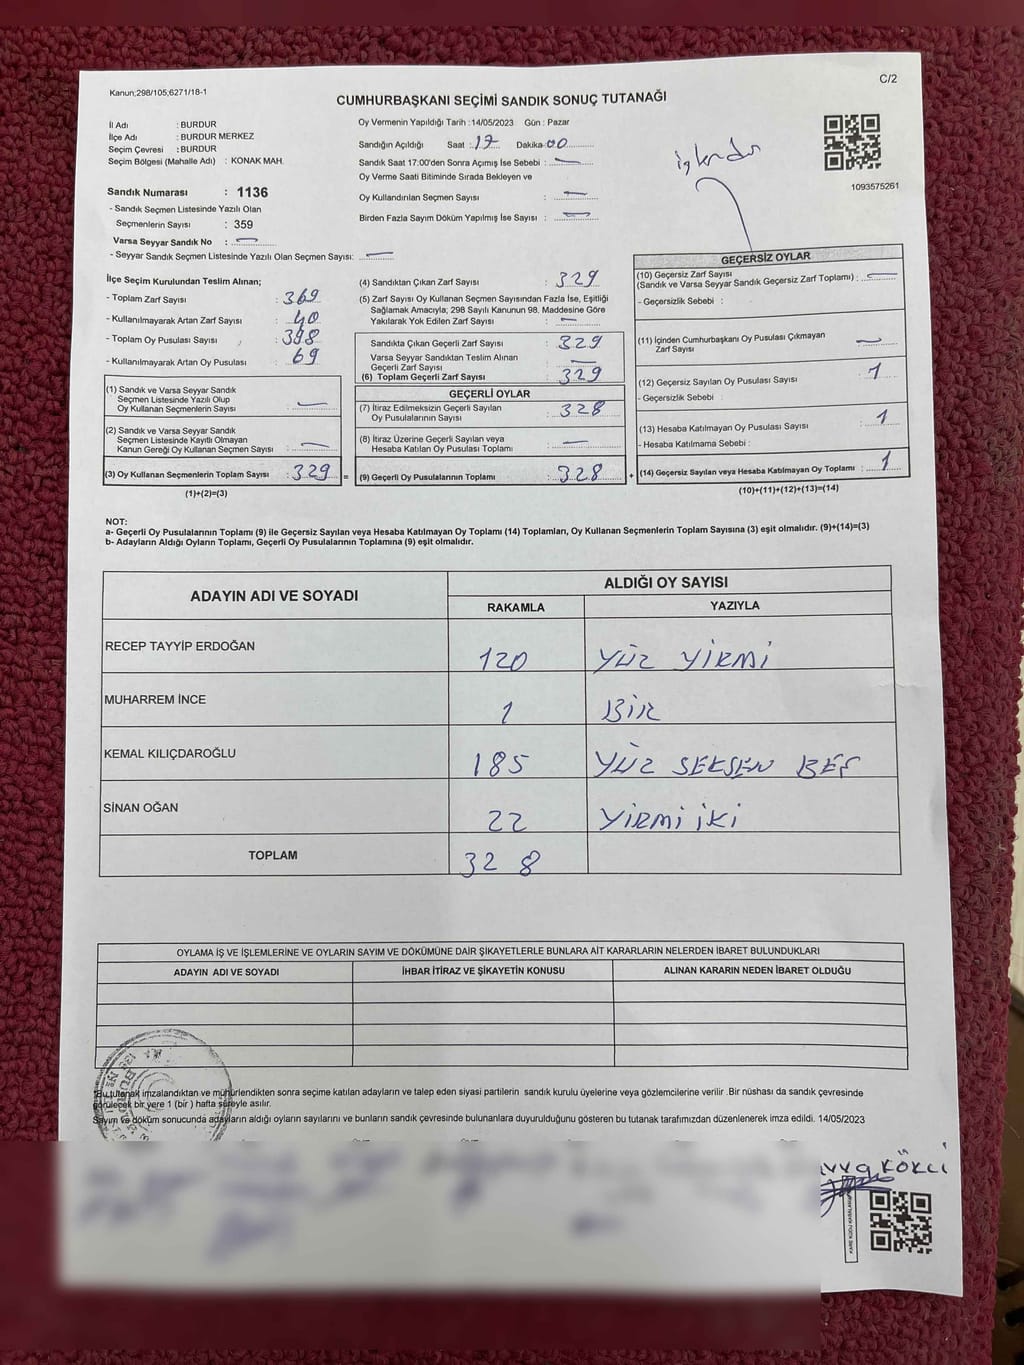 Kanun;298/105;6271/18-1
C/2
CUMHURBAŞKANI SEÇİMİ SANDIK SONUÇ TUTANAĞI
İl Adı : BURDUR
İlçe Adı : BURDUR MERKEZ
Seçim Çevresi : BURDUR
Seçim Bölgesi (Mahalle Adı) : KONAK MAH.
Sandık Numarası : 1136
- Sandık Seçmen Listesinde Yazılı Olan
Seçmenlerin Sayısı : 359
Varsa Seyyar Sandık No : —
- Seyyar Sandık Seçmen Listesinde Yazılı Olan Seçmen Sayısı: —
Oy Vermenin Yapıldığı Tarih :14/05/2023 Gün : Pazar
Sandığın Açıldığı Saat :17 Dakika:00
Sandık Saat 17:00'den Sonra Açımış İse Sebebi : —
Oy Verme Saati Bitiminde Sırada Bekleyen ve
Oy Kullandırılan Seçmen Sayısı : —
Birden Fazla Sayım Döküm Yapılmış İse Sayısı : —
işlendi
1093575261
İlçe Seçim Kurulundan Teslim Alınan;
- Toplam Zarf Sayısı : 369
- Kullanılmayarak Artan Zarf Sayısı : 40
- Toplam Oy Pusulası Sayısı : 398
- Kullanılmayarak Artan Oy Pusulası : 69
(1) Sandık ve Varsa Seyyar Sandık
Seçmen Listesinde Yazılı Olup
Oy Kullanan Seçmenlerin Sayısı : —
(2) Sandık ve Varsa Seyyar Sandık
Seçmen Listesinde Kayıtlı Olmayan
Kanun Gereği Oy Kullanan Seçmen Sayısı : —
(3) Oy Kullanan Seçmenlerin Toplam Sayısı : 329 =
(1)+(2)=(3)
(4) Sandıktan Çıkan Zarf Sayısı : 329
(5) Zarf Sayısı Oy Kullanan Seçmen Sayısından Fazla İse, Eşitliği
Sağlamak Amacıyla; 298 Sayılı Kanunun 98. Maddesine Göre
Yakılarak Yok Edilen Zarf Sayısı : —
Sandıkta Çıkan Geçerli Zarf Sayısı : 329
Varsa Seyyar Sandıktan Teslim Alınan
Geçerli Zarf Sayısı : —
(6) Toplam Geçerli Zarf Sayısı : 329
GEÇERLİ OYLAR
(7) İtiraz Edilmeksizin Geçerli Sayılan
Oy Pusulalarının Sayısı : 328
(8) İtiraz Üzerine Geçerli Sayılan veya
Hesaba Katılan Oy Pusulası Toplamı : —
(9) Geçerli Oy Pusulalarının Toplamı : 328 +
GEÇERSİZ OYLAR
(10) Geçersiz Zarf Sayısı
(Sandık ve Varsa Seyyar Sandık Geçersiz Zarf Toplamı) : —
- Geçersizlik Sebebi :
(11) İçinden Cumhurbaşkanı Oy Pusulası Çıkmayan
Zarf Sayısı : —
(12) Geçersiz Sayılan Oy Pusulası Sayısı : 1
- Geçersizlik Sebebi :
(13) Hesaba Katılmayan Oy Pusulası Sayısı : 1
- Hesaba Katılmama Sebebi :
(14) Geçersiz Sayılan veya Hesaba Katılmayan Oy Toplamı : 1
(10)+(11)+(12)+(13)=(14)
NOT:
a- Geçerli Oy Pusulalarının Toplamı (9) ile Geçersiz Sayılan veya Hesaba Katılmayan Oy Toplamı (14) Toplamları, Oy Kullanan Seçmenlerin Toplam Sayısına (3) eşit olmalıdır. (9)+(14)=(3)
b- Adayların Aldığı Oyların Toplamı, Geçerli Oy Pusulalarının Toplamına (9) eşit olmalıdır.
ADAYIN ADI VE SOYADI
ALDIĞI OY SAYISI
RAKAMLA YAZIYLA
RECEP TAYYİP ERDOĞAN 120 YÜZ YİRMİ
MUHARREM İNCE 1 BİR
KEMAL KILIÇDAROĞLU 185 YÜZ SEKSEN BEŞ
SİNAN OĞAN 22 YİRMİ İKİ
TOPLAM 328
OYLAMA İŞ VE İŞLEMLERİNE VE OYLARIN SAYIM VE DÖKÜMÜNE DAİR ŞİKAYETLERLE BUNLARA AİT KARARLARIN NELERDEN İBARET BULUNDUKLARI
ADAYIN ADI VE SOYADI İHBAR İTİRAZ VE ŞİKAYETİN KONUSU ALINAN KARARIN NEDEN İBARET OLDUĞU
*Bu tutanak imzalandıktan ve mühürlendikten sonra seçime katılan adayların ve talep eden siyasi partilerin sandık kurulu üyelerine veya gözlemcilerine verilir .Bir nüshası da sandık çevresinde
görülecek bir yere 1 (bir ) hafta süreyle asılır.
Sayım ve döküm sonucunda adayların aldığı oyların sayılarını ve bunların sandık çevresinde bulunanlara duyurulduğunu gösteren bu tutanak tarafımızdan düzenlenerek imza edildi. 14/05/2023
KÖKCİ